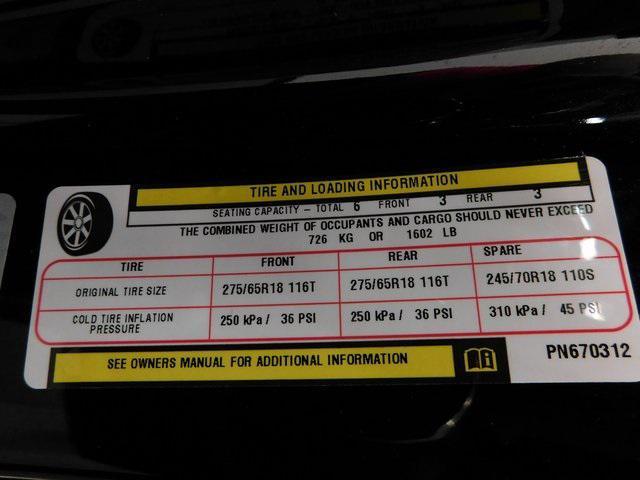 TIRE AND LOADING INFORMATION
SEATING CAPACITY – TOTAL 6 FRONT 3 REAR 3
THE COMBINED WEIGHT OF OCCUPANTS AND CARGO SHOULD NEVER EXCEED
726 KG OR 1602 LB
TIRE FRONT REAR SPARE
ORIGINAL TIRE SIZE 275/65R18 116T 275/65R18 116T 245/70R18 110S
COLD TIRE INFLATION PRESSURE 250 kPa / 36 PSI 250 kPa / 36 PSI 310 kPa / 45 PSI
SEE OWNERS MANUAL FOR ADDITIONAL INFORMATION
PN670312